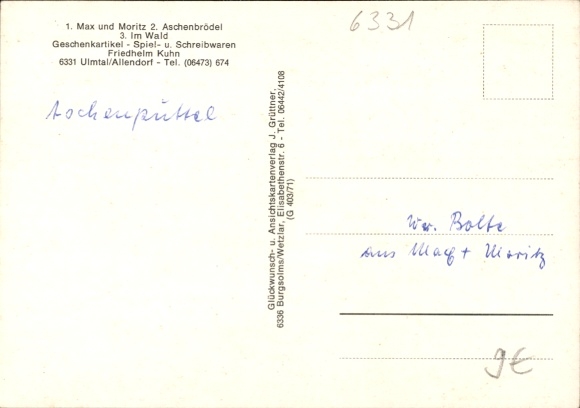 1. Max und Moritz 2. Aschenbrödel
3. Im Wald
Geschenkartikel - Spiel- u. Schreibwaren
Friedhelm Kuhn
6331 Ulmtal/Allendorf - Tel. (06473) 674
6331
Aschenputtel
Glückwunsch- u. Ansichtskartenverlag J. Grüttner,
6336 Burgsolms/Wetzlar, Elisabethenstr. 6 - Tel. 06442/4108
(G 403/71)
Ww. Bolte
aus Max + Moritz
9€